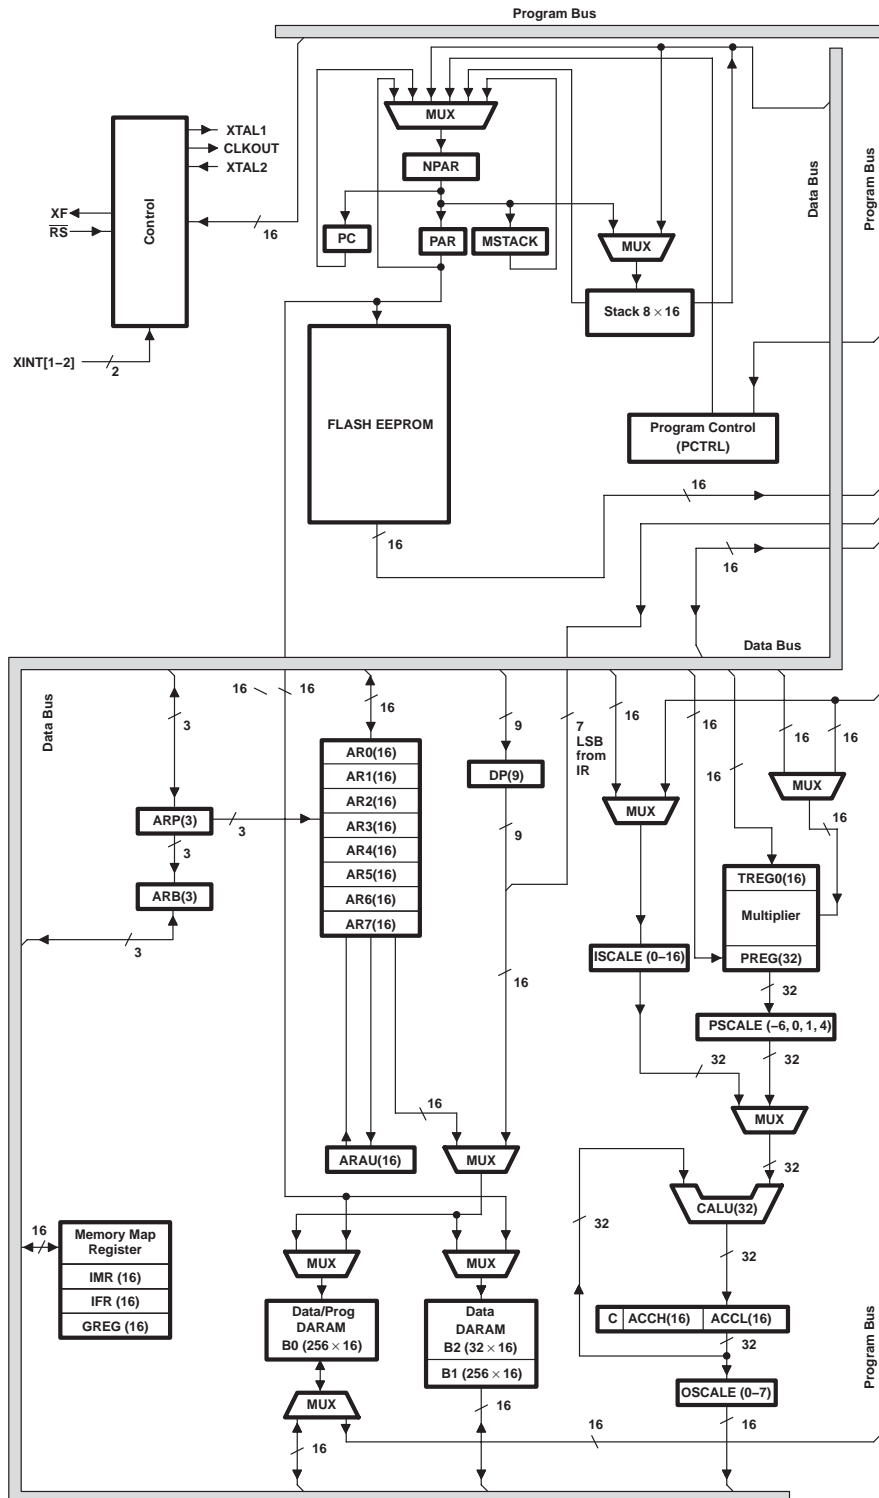 Program Bus
MUX
XTAL1
CLKOUT
XTAL2
Control
XF
RS
16
NPAR
PC
PAR
MSTACK
MUX
Data Bus
Program Bus
Stack 8 × 16
XINT[1–2]
2
FLASH EEPROM
Program Control
(PCTRL)
16
16
16
Data Bus
Data Bus
3
16
16
16
9
7
LSB
from
IR
16
16
16
16
16
AR0(16)
AR1(16)
AR2(16)
AR3(16)
AR4(16)
AR5(16)
AR6(16)
AR7(16)
DP(9)
MUX
MUX
ARP(3)
3
3
9
16
ARB(3)
3
TREG0(16)
Multiplier
PREG(32)
ISCALE (0–16)
16
32
PSCALE (–6, 0, 1, 4)
32
32
16
MUX
ARAU(16)
MUX
32
CALU(32)
32
32
16
Memory Map
Register
IMR (16)
IFR (16)
GREG (16)
MUX
MUX
Data/Prog
DARAM
B0 (256 × 16)
Data
DARAM
B2 (32 × 16)
B1 (256 × 16)
C
ACCH(16)
ACCL(16)
32
Program Bus
MUX
16
OSCALE (0–7)
16
16
16